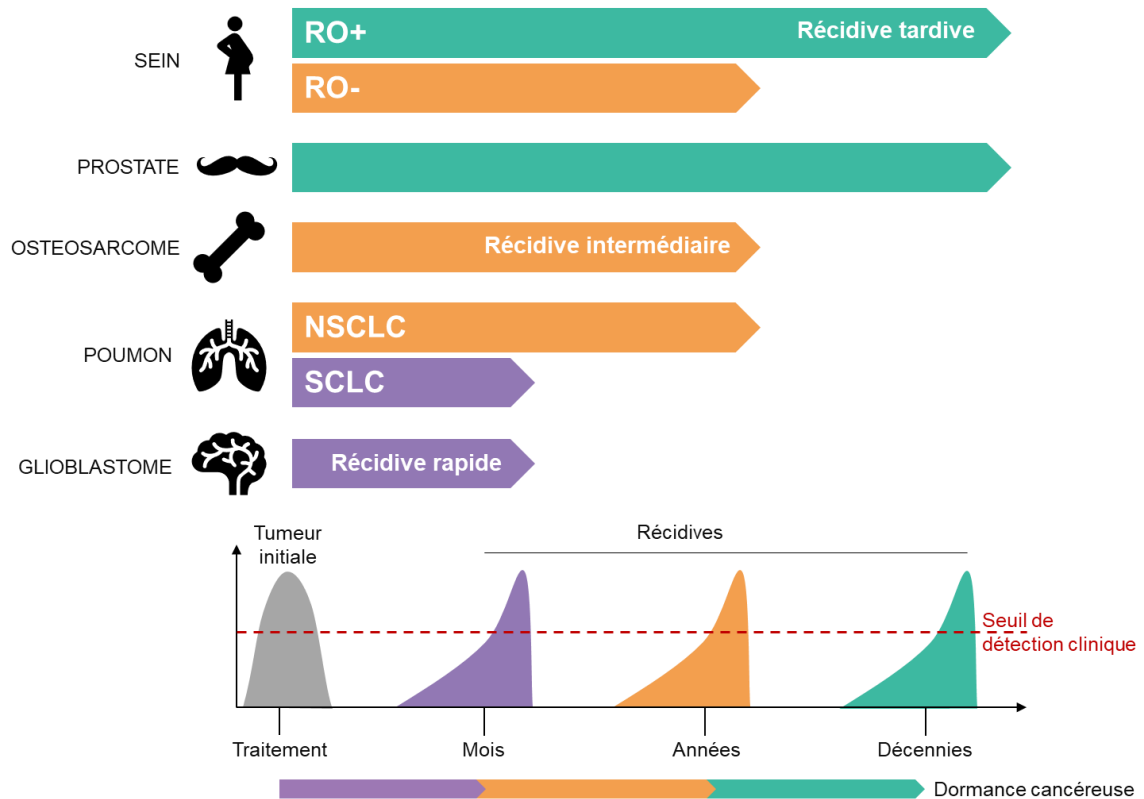 SEIN
RO+
Récidive tardive
RO-
PROSTATE
OSTEOSARCOME
Récidive intermédiaire
POUMON
NSCLC
SCLC
GLIOBLASTOME
Récidive rapide
Tumeur
initiale
Récidives
Seuil de
détection clinique
Traitement
Mois
Années
Décennies
Dormance cancéreuse